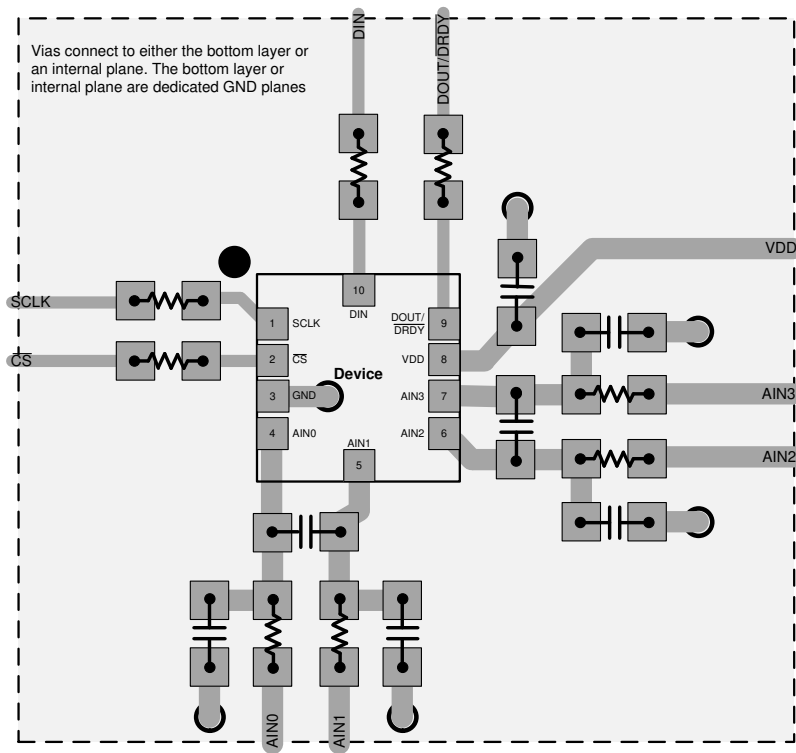 Vias connect to either the bottom layer or
an internal plane. The bottom layer or
internal plane are dedicated GND planes
DIN
DOUT/DRDY
VDD
SCLK
CS
10
DIN
1
SCLK
DOUT/
DRDY
9
2
CS
Device
VDD
8
3
GND
AIN3
7
AIN3
4
AIN0
AIN1
AIN2
6
5
AIN2
AIN0
AIN1